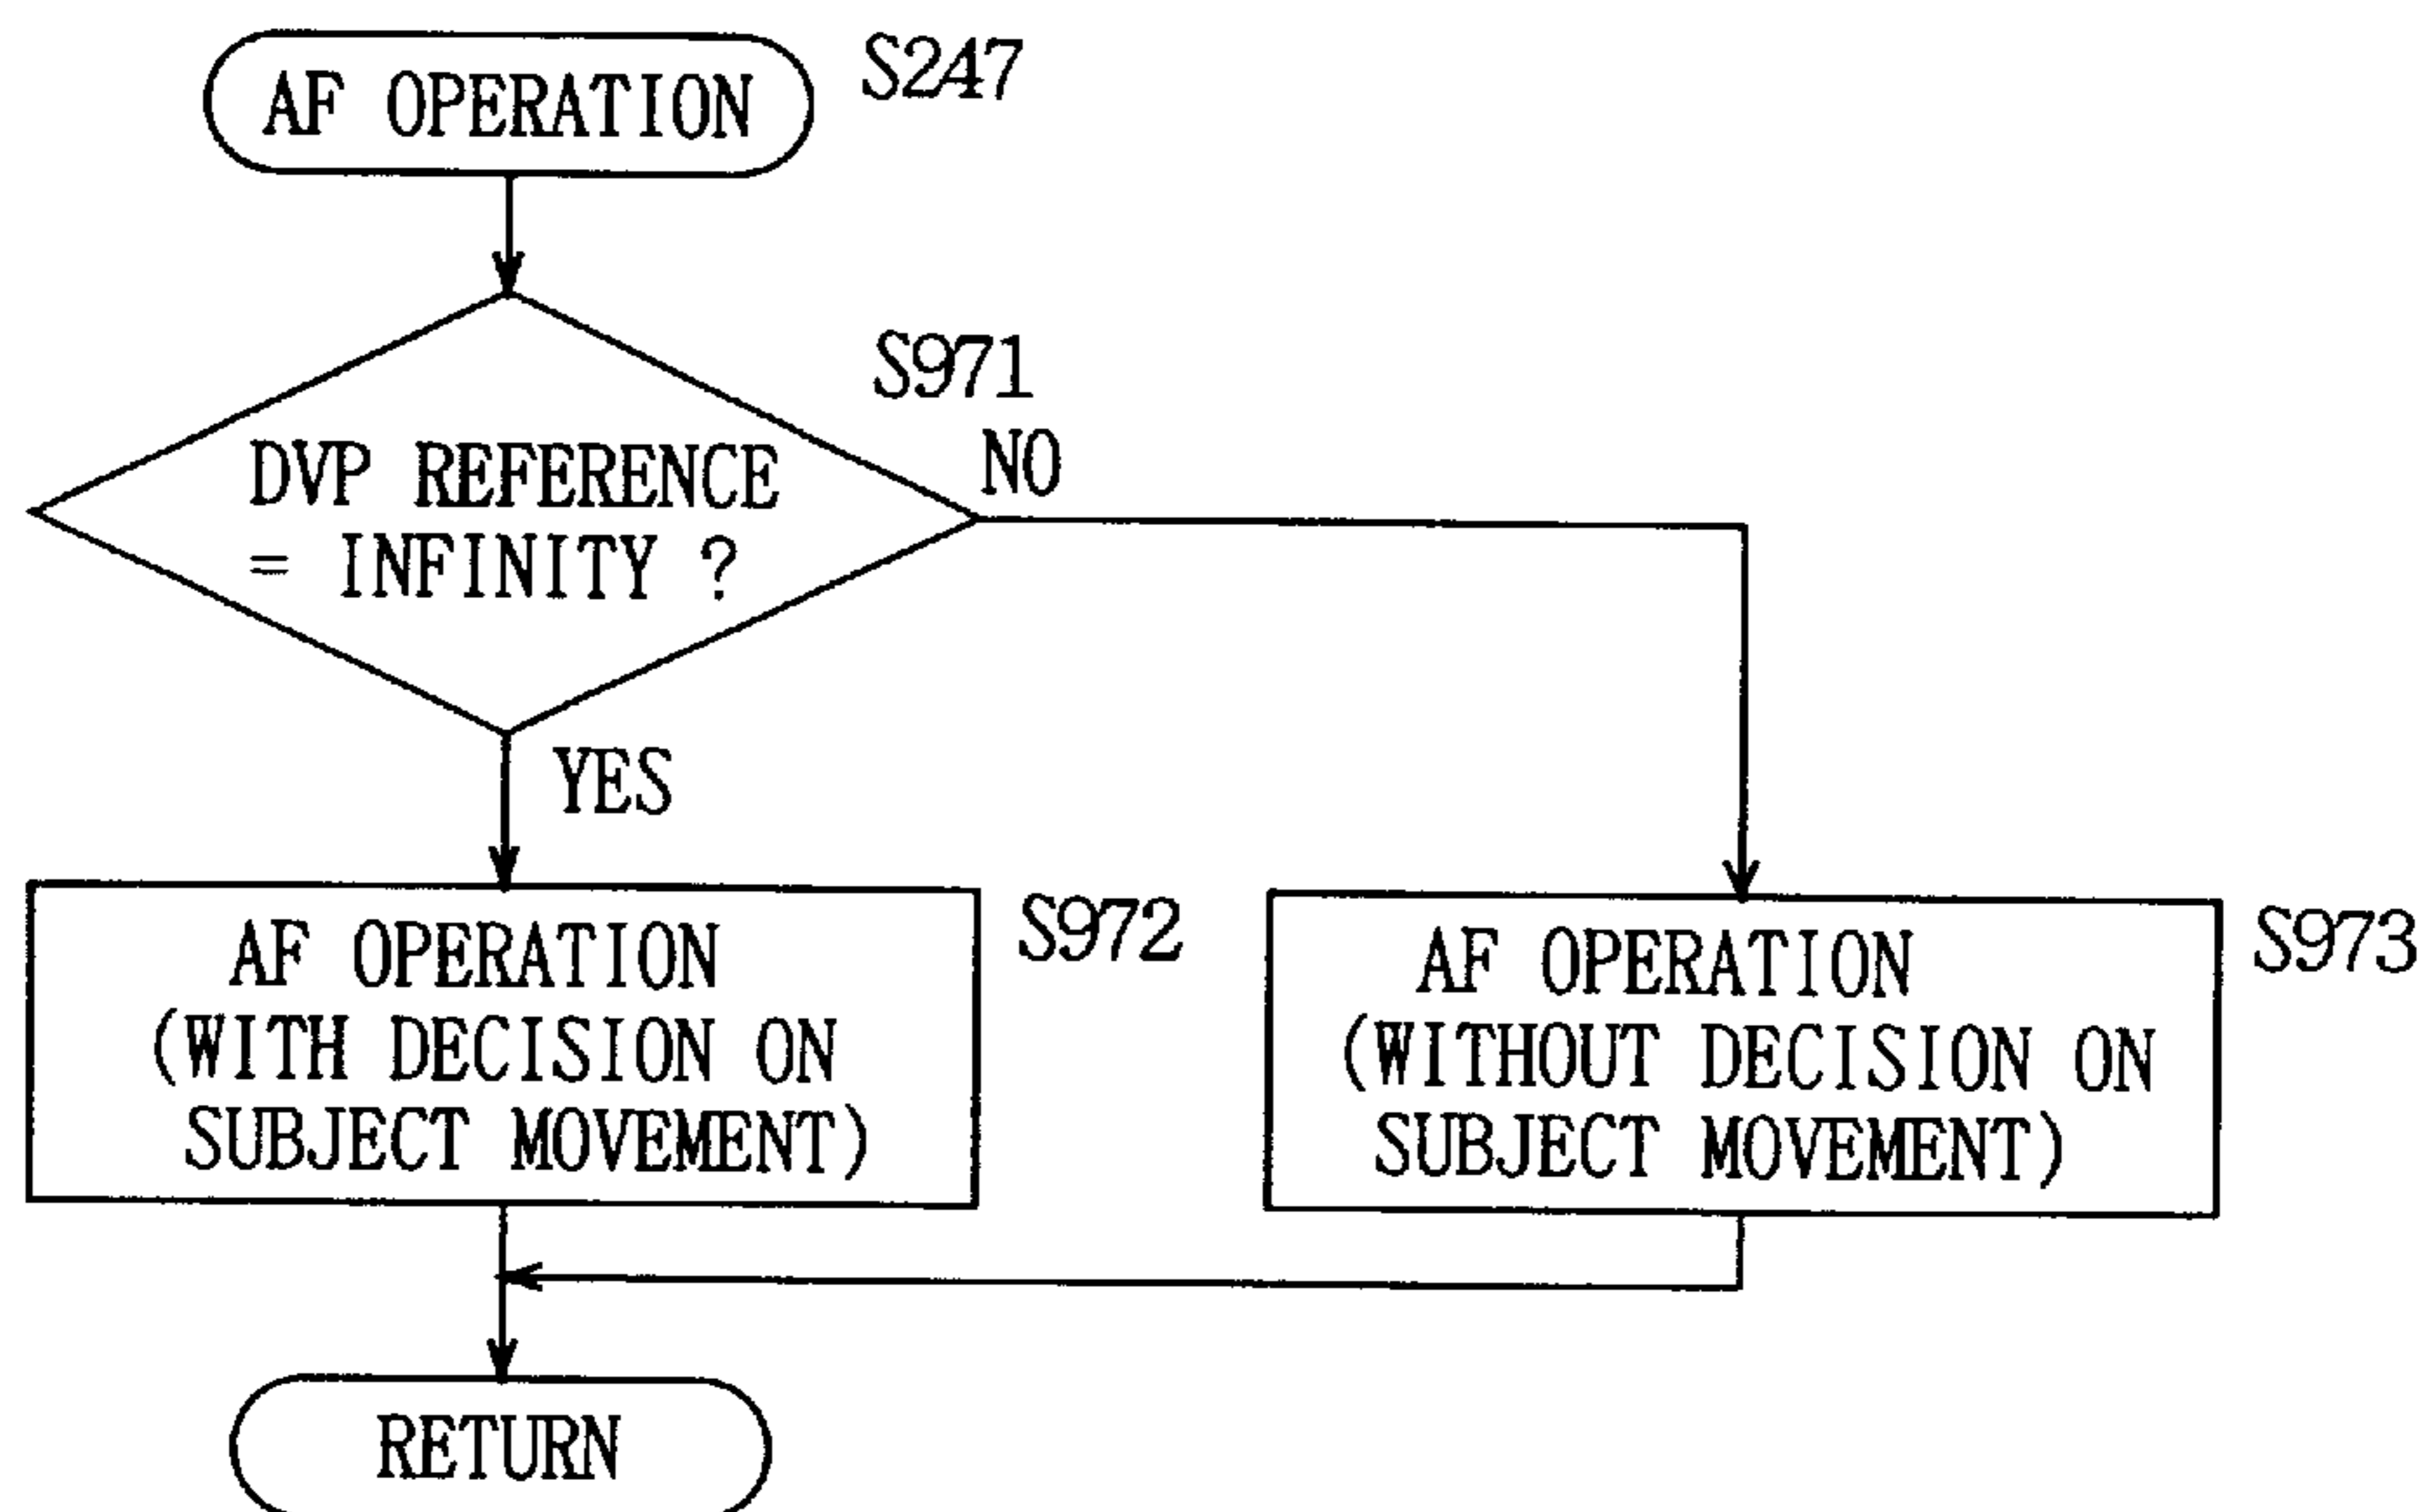 AF OPERATION
S247
S971
NO
DVP REFERENCE
= INFINITY ?
YES
AF OPERATION
(WITH DECISION ON
SUBJECT MOVEMENT)
S972
AF OPERATION
(WITHOUT DECISION ON
SUBJECT MOVEMENT)
S973
RETURN